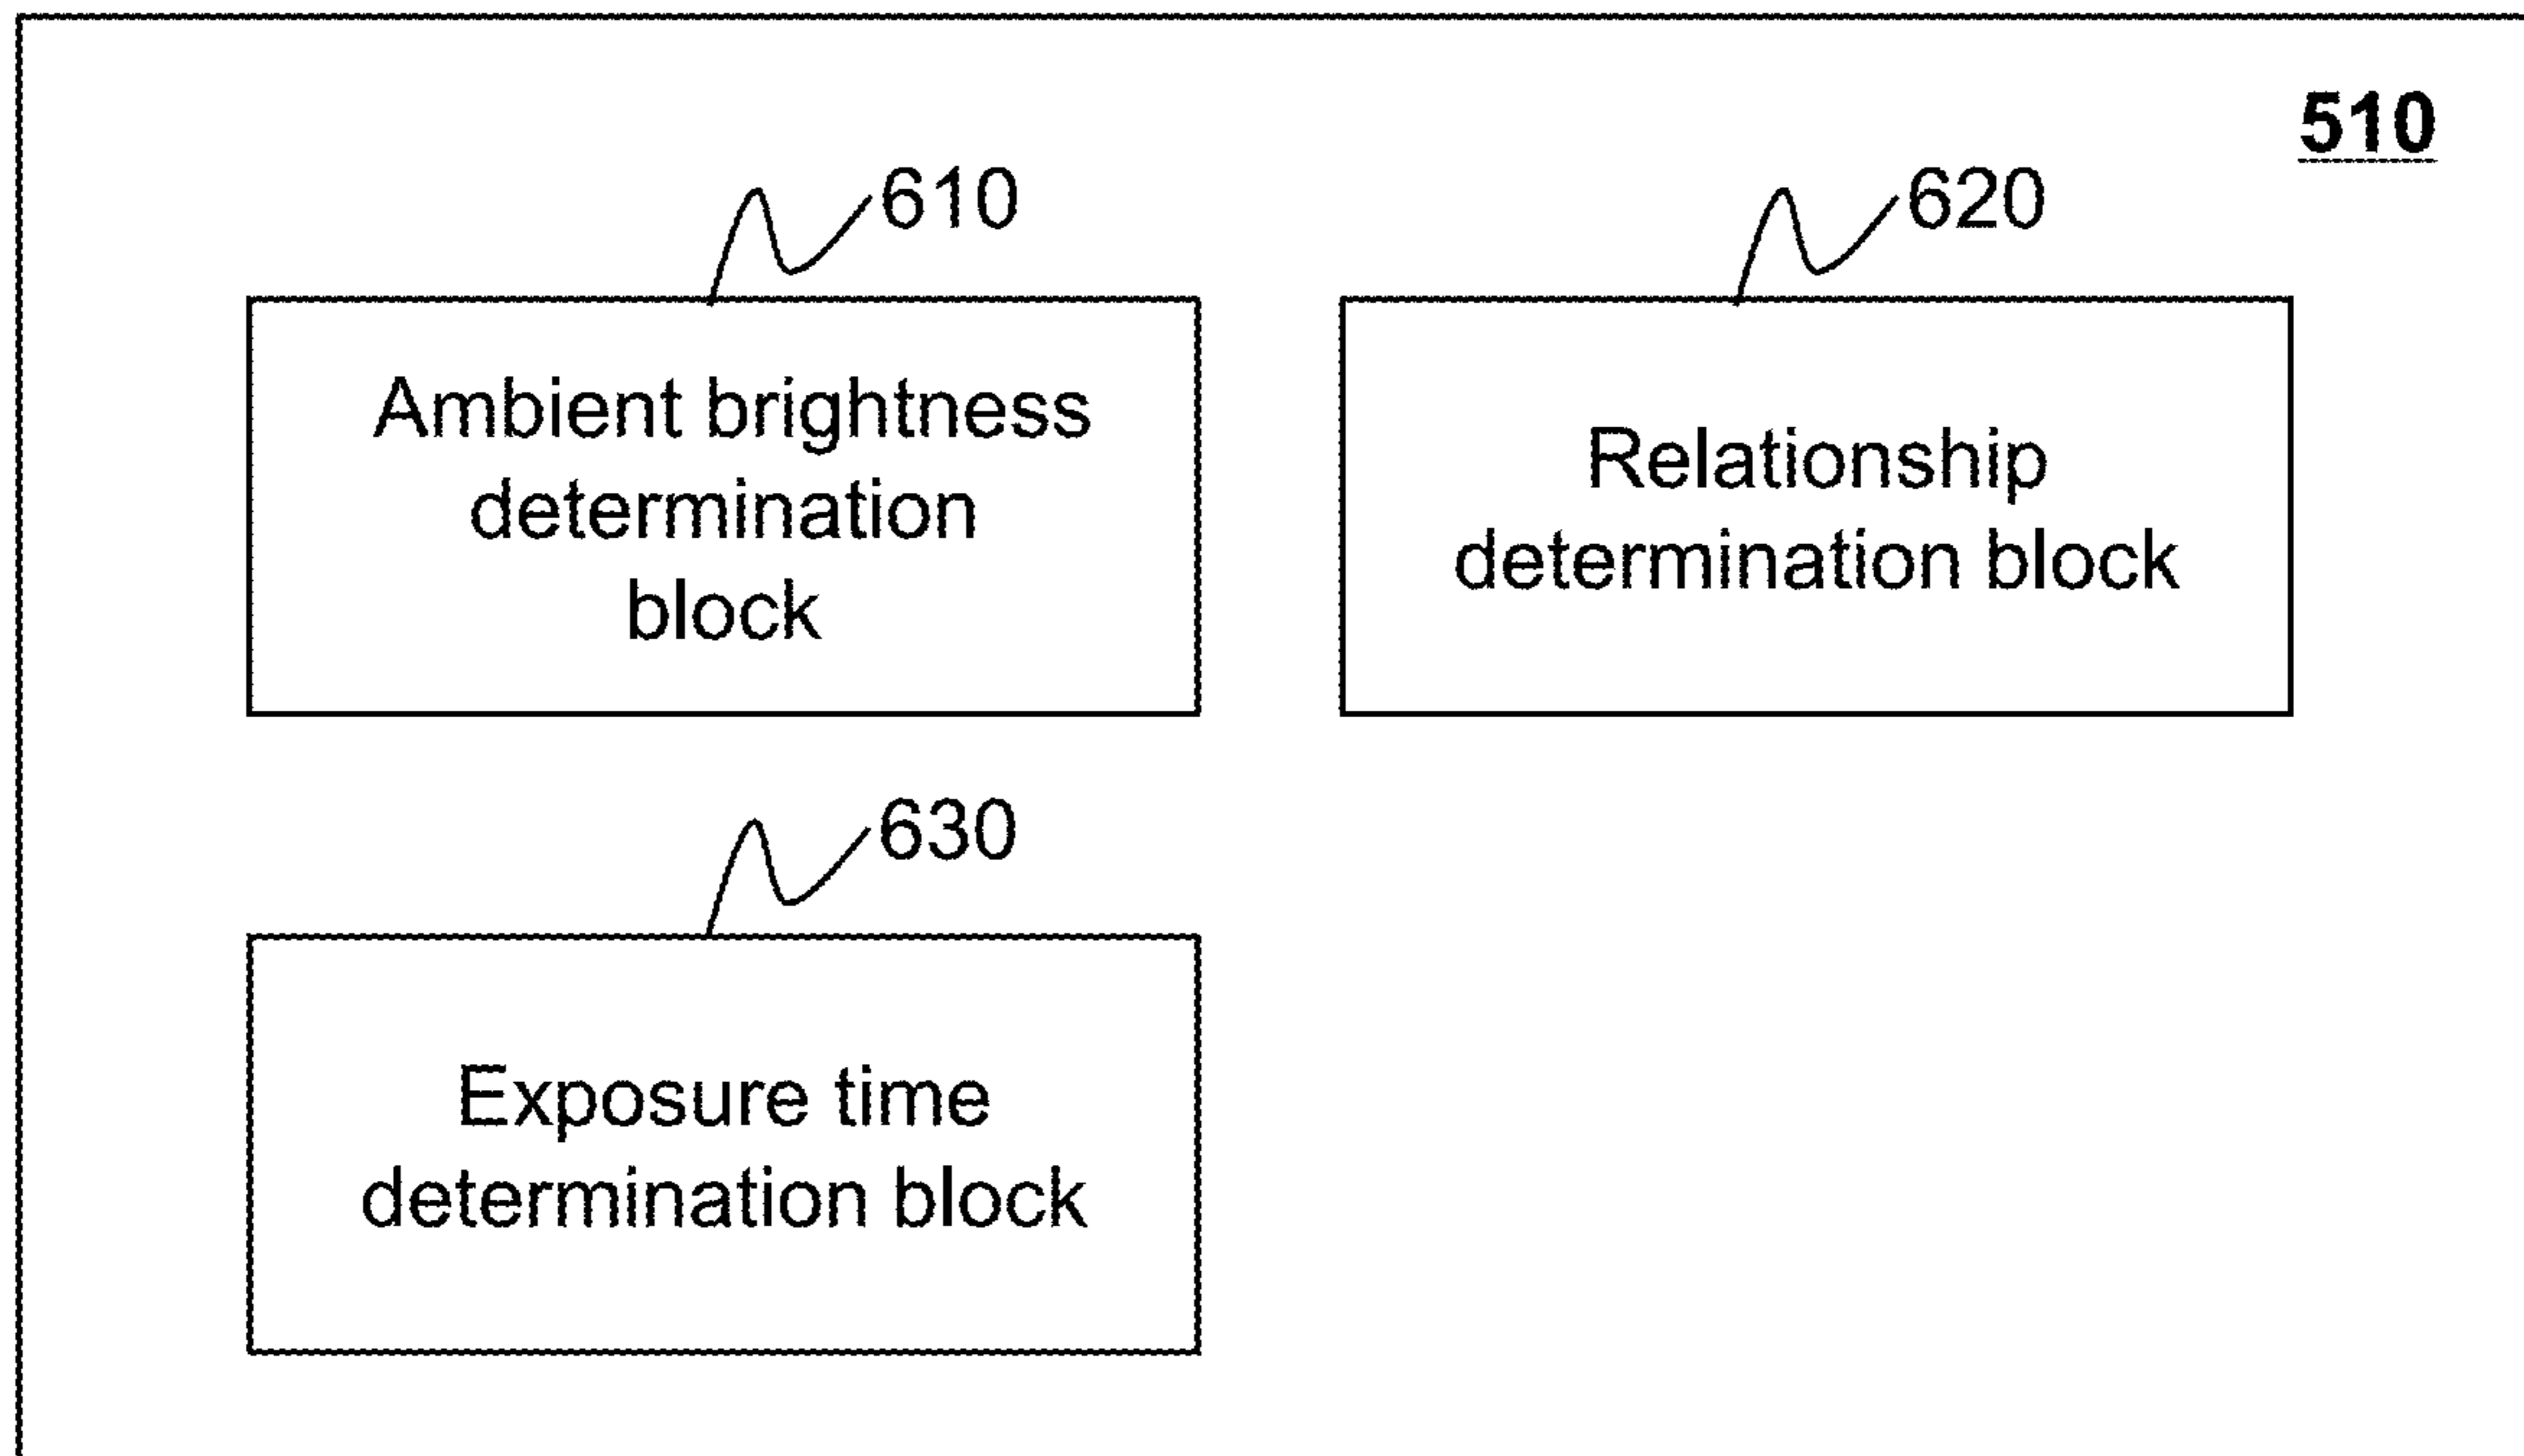 510
610
620
Ambient brightness
determination
block
Relationship
determination block
630
Exposure time
determination block